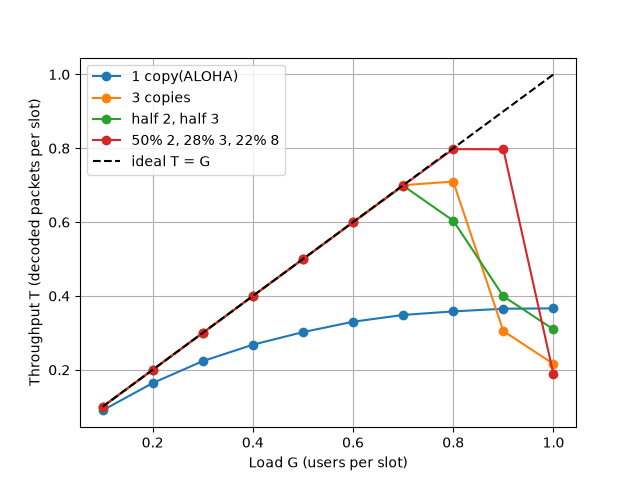 1 copy(ALOHA)
3 copies
half 2, half 3
50% 2, 28% 3, 22% 8
ideal T = G
Throughput T (decoded packets per slot)
1.0
0.8
0.6
0.4
0.2
0.2 0.4 0.6 0.8 1.0
Load G (users per slot)